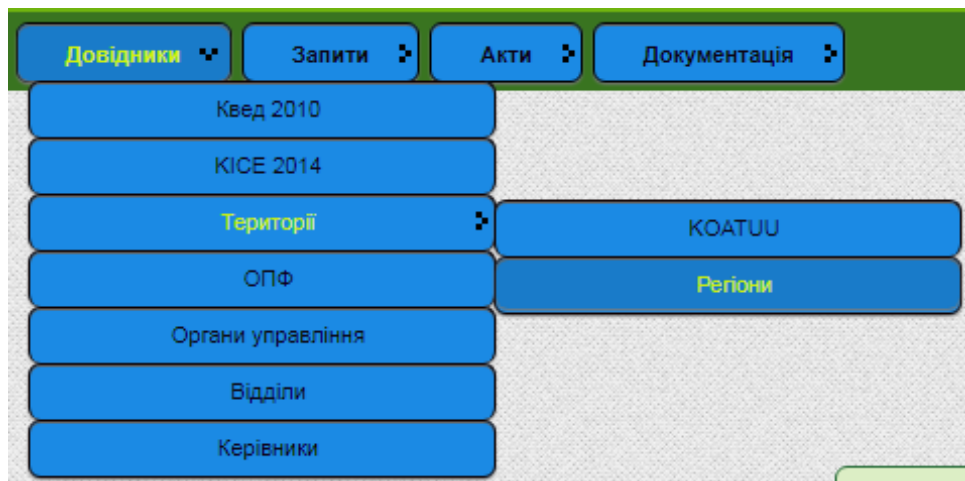 Довідники
Запити
Акти
Документація
Квед 2010
КІСЕ 2014
Території
KOATUU
ОПФ
Регіони
Органи управління
Відділи
Керівники